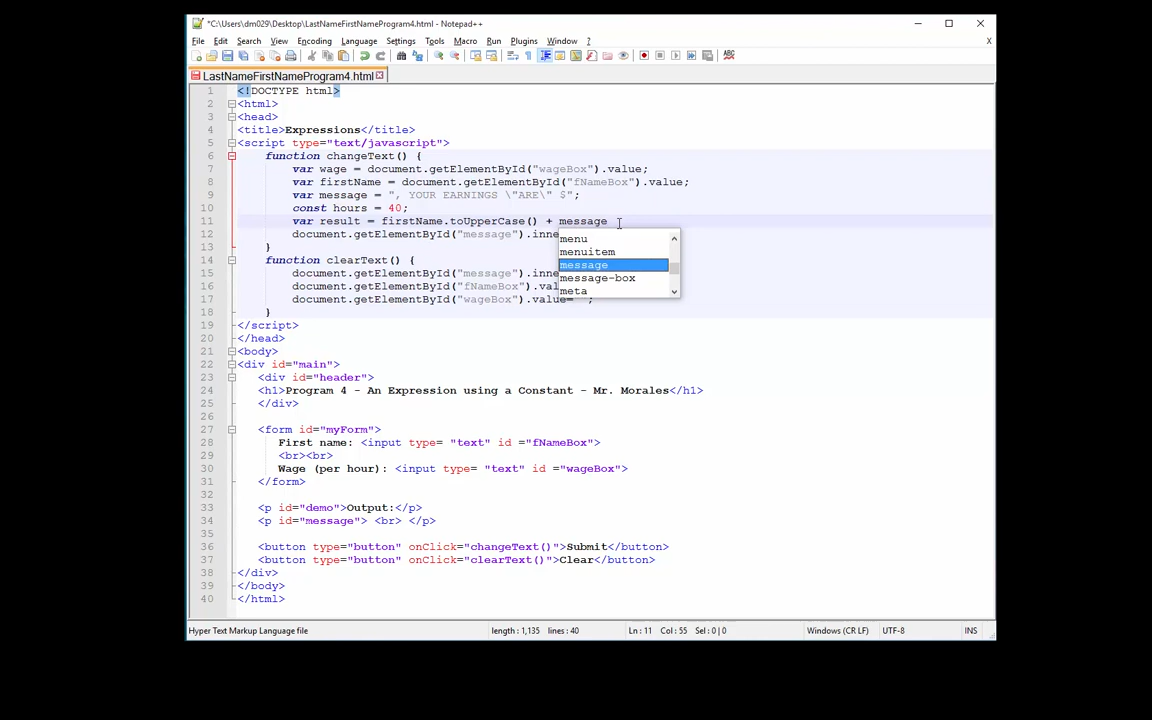 *C:\Users\dm029\Desktop\LastNameFirstNameProgram4.html - Notepad++
File Edit Search View Encoding Language Settings Tools Macro Run Plugins Window ? X
LastNameFirstNameProgram4.html
1 <!DOCTYPE html>
2 <html>
3 <head>
4 <title>Expressions</title>
5 <script type="text/javascript">
6 function changeText() {
7 var wage = document.getElementById("wageBox").value;
8 var firstName = document.getElementById("fNameBox").value;
9 var message = ", YOUR EARNINGS \"ARE\" $";
10 const hours = 40;
11 var result = firstName.toUpperCase() + message
12 document.getElementById("message").inne
13 }
14 function clearText() {
15 document.getElementById("message").inne
16 document.getElementById("fNameBox").val
17 document.getElementById("wageBox").value="";
18 }
menu
menuitem
message
message-box
meta
19 </script>
20 </head>
21 <body>
22 <div id="main">
23 <div id="header">
24 <h1>Program 4 - An Expression using a Constant - Mr. Morales</h1>
25 </div>
26
27 <form id="myForm">
28 First name: <input type= "text" id ="fNameBox">
29 <br><br>
30 Wage (per hour): <input type= "text" id ="wageBox">
31 </form>
32
33 <p id="demo">Output:</p>
34 <p id="message"> <br> </p>
35
36 <button type="button" onClick="changeText()">Submit</button>
37 <button type="button" onClick="clearText()">Clear</button>
38 </div>
39 </body>
40 </html>
Hyper Text Markup Language file length : 1,135 lines : 40 Ln : 11 Col : 55 Sel : 0 | 0 Windows (CR LF) UTF-8 INS